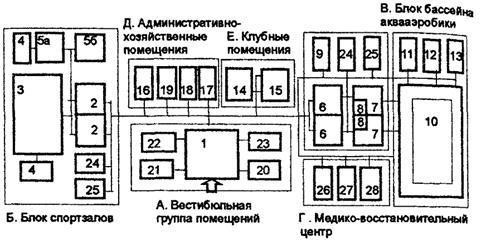 Д. Административно-
хозяйственные
помещения
Е. Клубные
помещения
В. Блок бассейна
аквааэробики
4 5а 5б
3
2
2
4
24
25
16 19 18 17
14 15
9 24 25
11 12 13
6 7
8
8
6 7
10
22 1 23
21 20
26 27 28
Б. Блок спортзалов
А. Вестибюльная
группа помещений
Г. Медико-восстановительный
центр